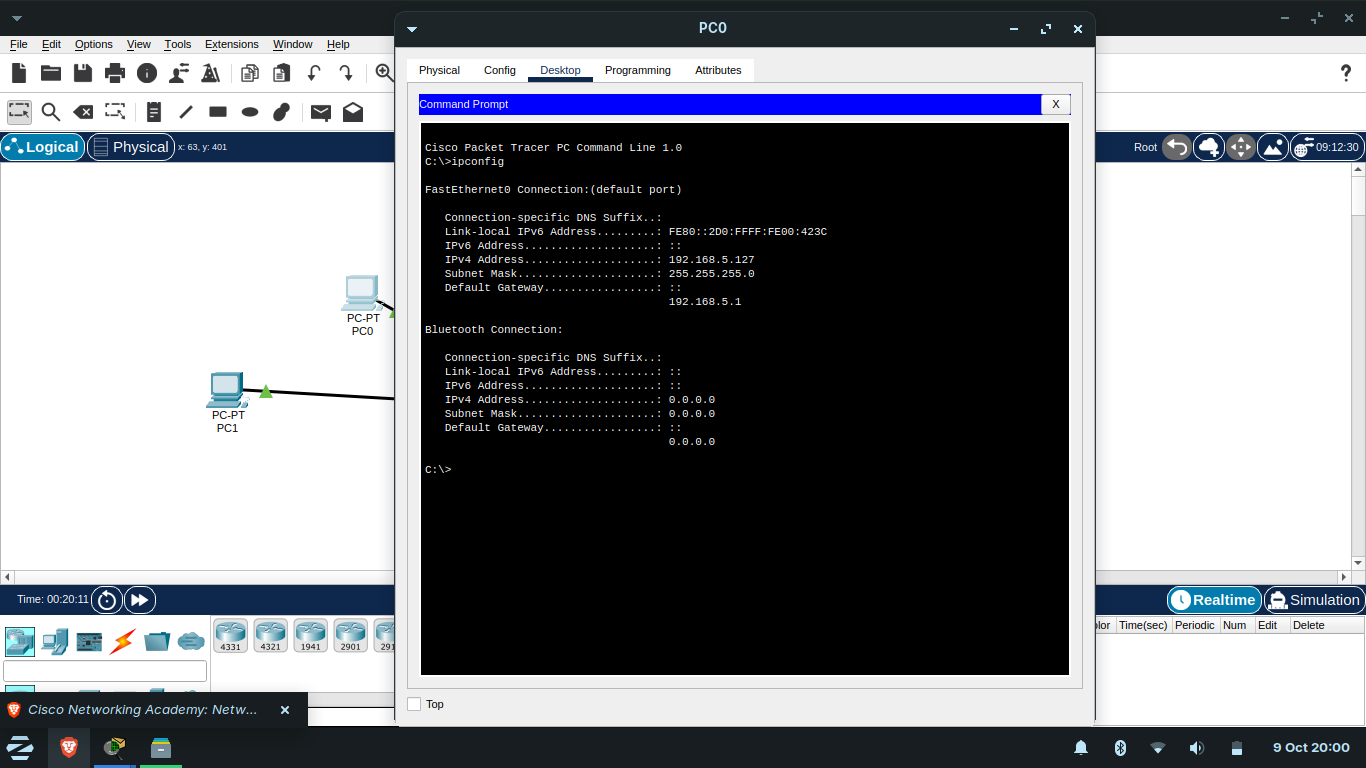 PC0
File Edit Options View Tools Extensions Window Help
Physical Config Desktop Programming Attributes
Command Prompt X
Logical Physical x: 63, y: 401
Root 09:12:30
Cisco Packet Tracer PC Command Line 1.0
C:\>ipconfig
FastEthernet0 Connection:(default port)
Connection-specific DNS Suffix..:
Link-local IPv6 Address.........: FE80::2D0:FFFF:FE00:423C
IPv6 Address....................: ::
IPv4 Address....................: 192.168.5.127
Subnet Mask.....................: 255.255.255.0
Default Gateway.................: ::
192.168.5.1
Bluetooth Connection:
Connection-specific DNS Suffix..:
Link-local IPv6 Address.........: ::
IPv6 Address....................: ::
IPv4 Address....................: 0.0.0.0
Subnet Mask.....................: 0.0.0.0
Default Gateway.................: ::
0.0.0.0
C:\>
PC-PT
PC0
PC-PT
PC1
Time: 00:20:11
Realtime Simulation
4331 4321 1941 2901
Time(sec) Periodic Num Edit Delete
Top
Cisco Networking Academy: Netw...
9 Oct 20:00